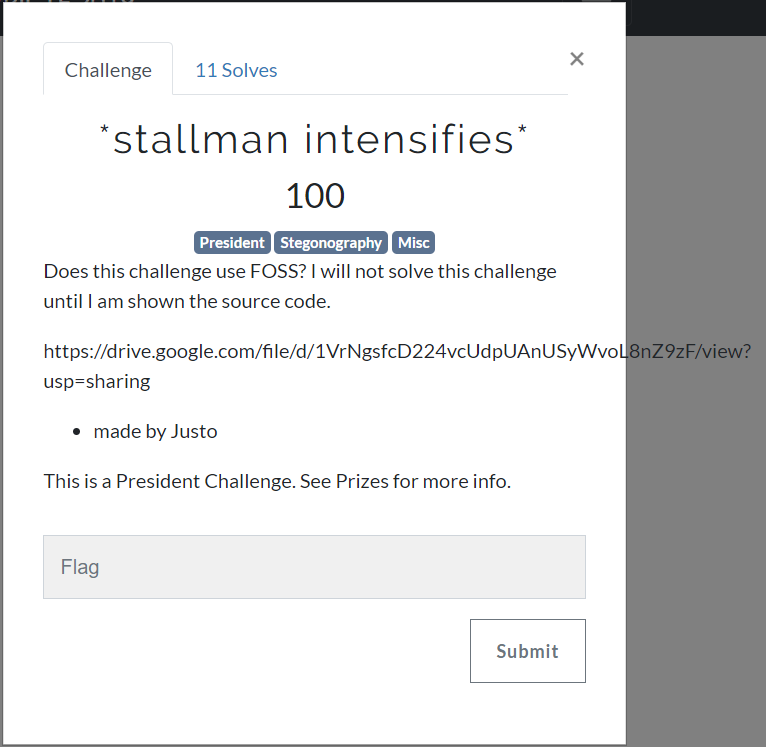 Challenge
11 Solves
×
*stallman intensifies*
100
President Stegonography Misc
Does this challenge use FOSS? I will not solve this challenge
until I am shown the source code.
https://drive.google.com/file/d/1VrNgsfcD224vcUdpUAnUSyWvoL8nZ9zF/view?
usp=sharing
• made by Justo
This is a President Challenge. See Prizes for more info.
Flag
Submit